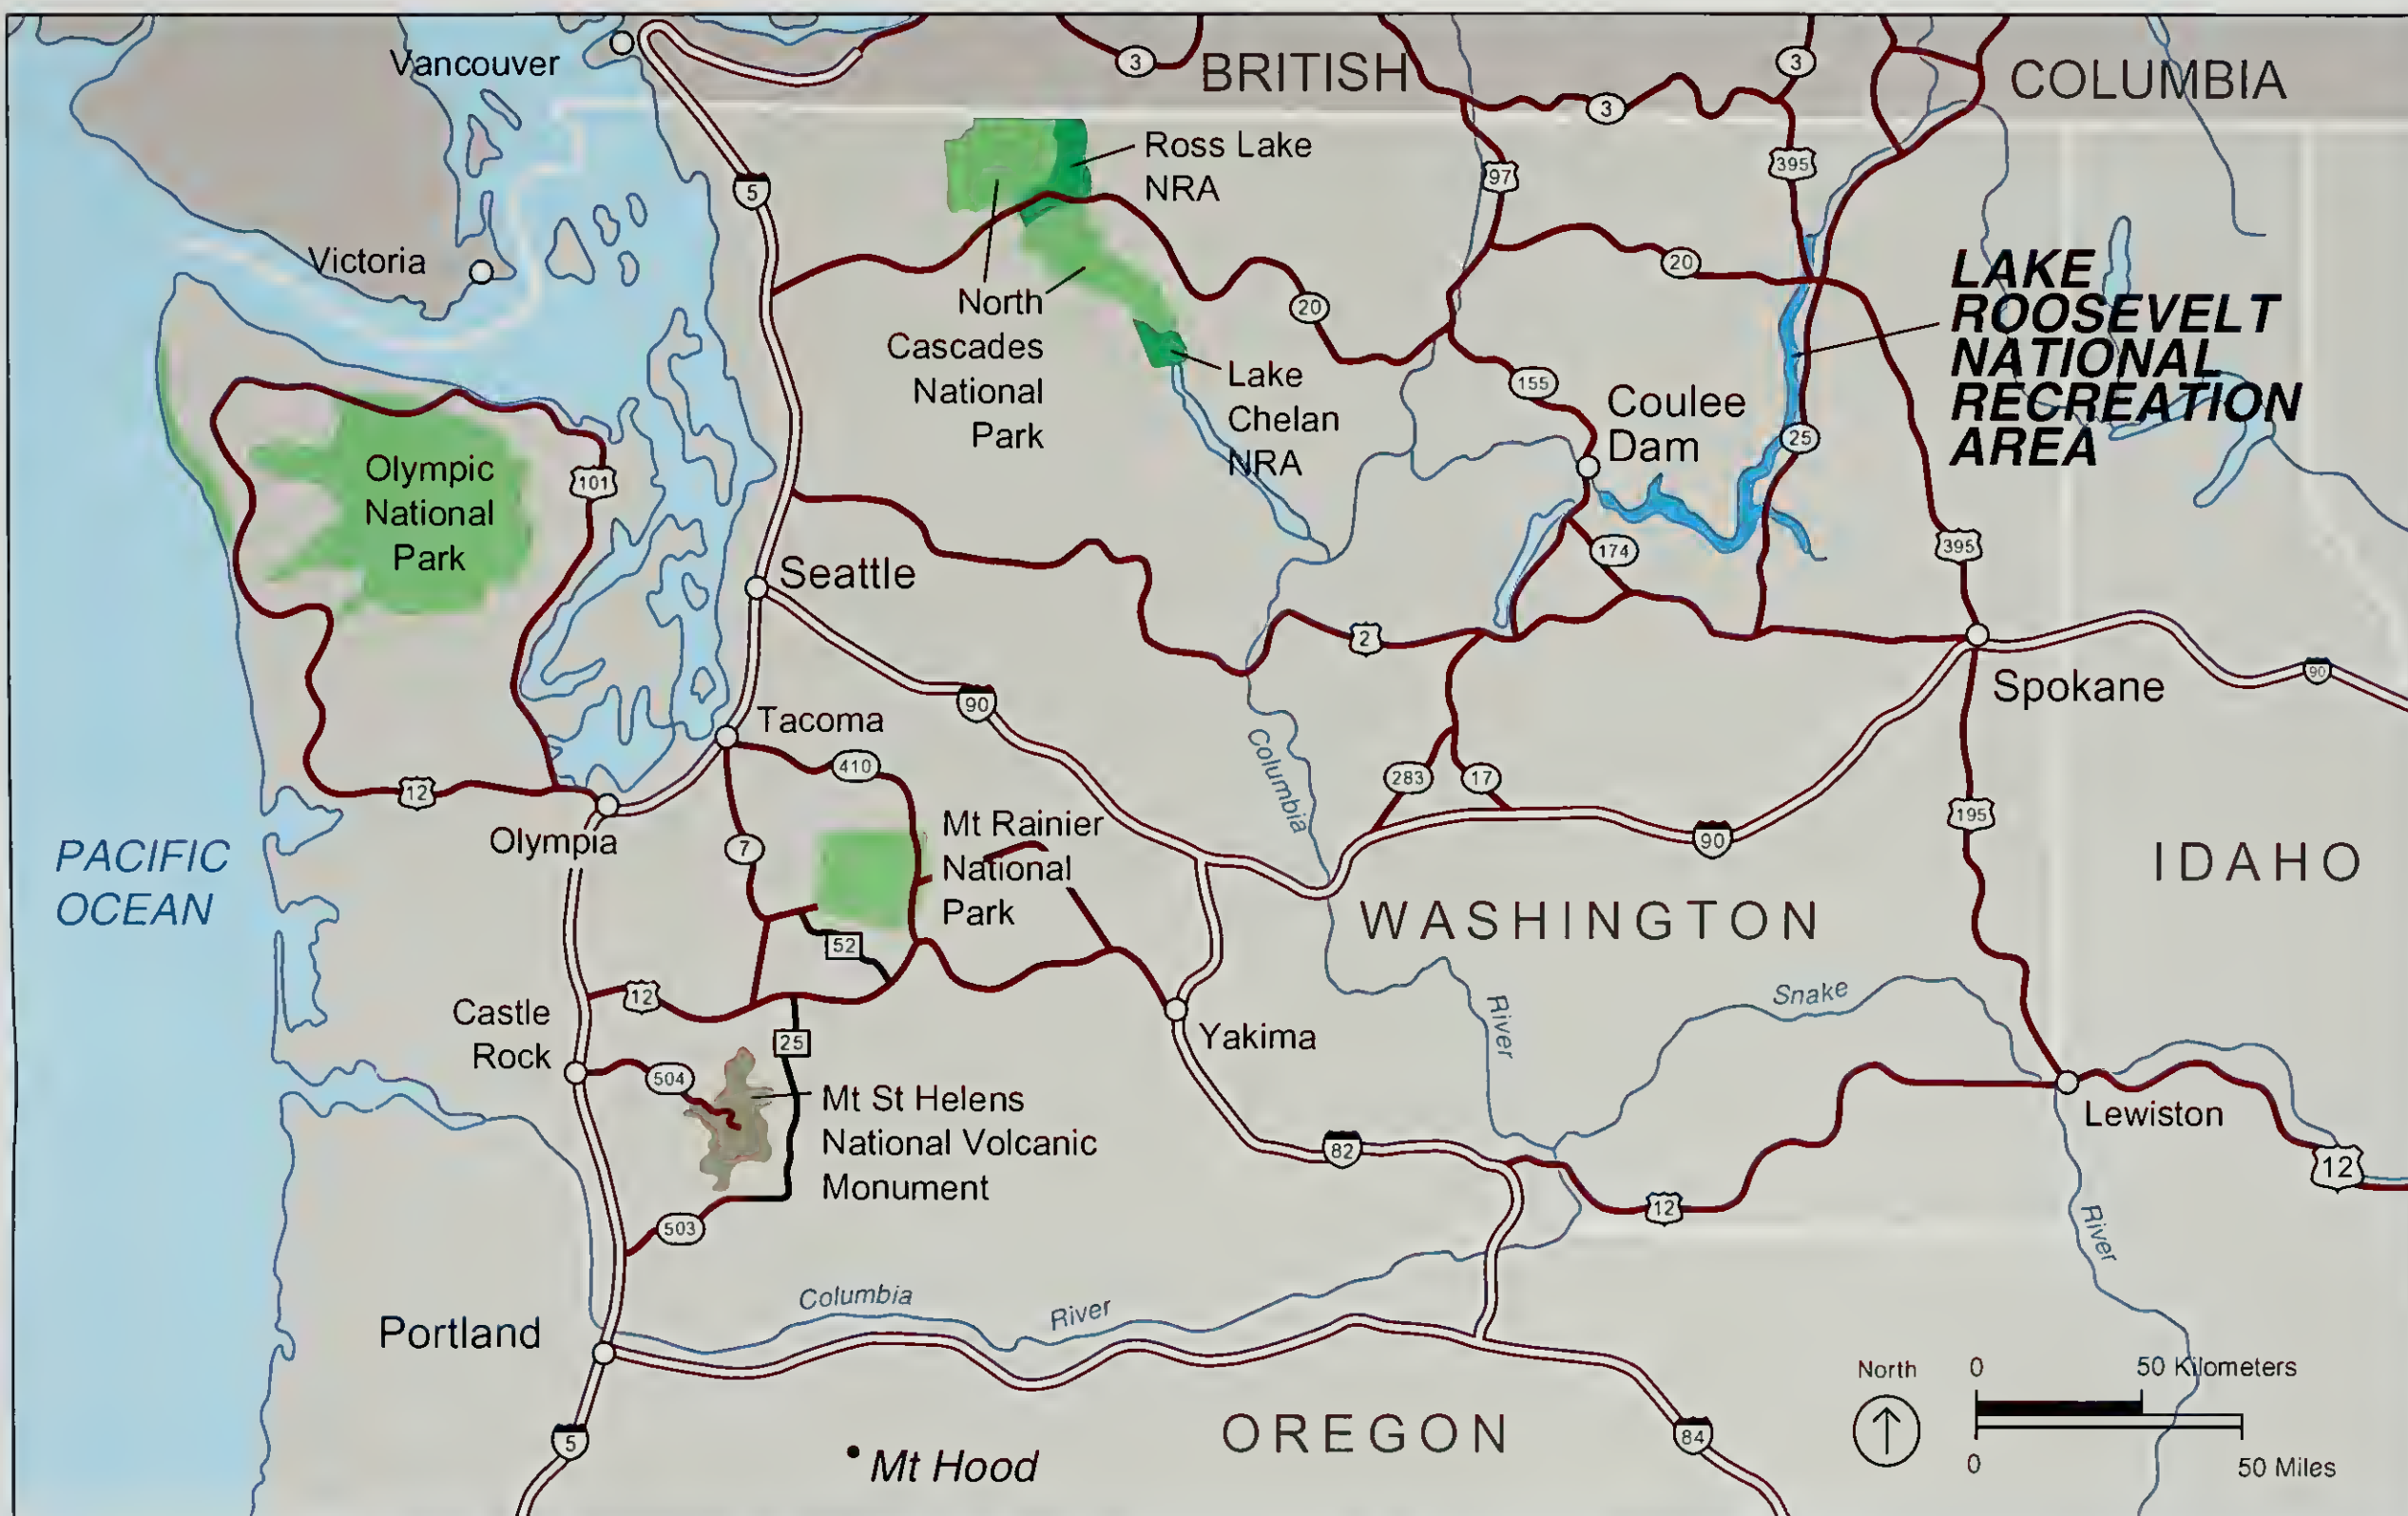 Vancouver
3
BRITISH
3
COLUMBIA
3
Ross Lake
NRA
5
97
395
Victoria
20
20
North
Cascades
National
Park
LAKE
ROOSEVELT
NATIONAL
RECREATION
AREA
Lake
Chelan
NRA
155
Coulee
Dam
25
Olympic
National
Park
101
174
395
Seattle
2
Spokane
90
90
Tacoma
410
Columbia
283
17
195
Olympia
12
7
Mt Rainier
National
Park
90
PACIFIC
OCEAN
IDAHO
WASHINGTON
52
Castle
Rock
12
25
Yakima
River
Snake
504
Mt St Helens
National Volcanic
Monument
Lewiston
82
12
12
503
River
Columbia
River
Portland
North
0
50 Kilometers
5
Mt Hood
OREGON
84
0
50 Miles